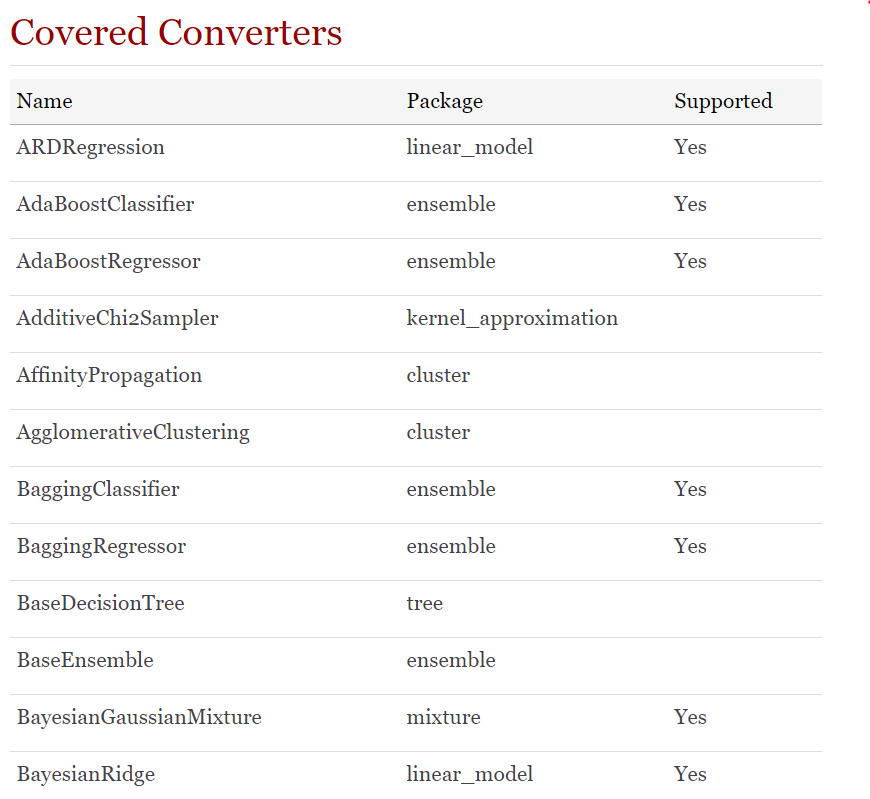 Covered Converters
Name Package Supported
ARDRegression linear_model Yes
AdaBoostClassifier ensemble Yes
AdaBoostRegressor ensemble Yes
AdditiveChi2Sampler kernel_approximation
AffinityPropagation cluster
AgglomerativeClustering cluster
BaggingClassifier ensemble Yes
BaggingRegressor ensemble Yes
BaseDecisionTree tree
BaseEnsemble ensemble
BayesianGaussianMixture mixture Yes
BayesianRidge linear_model Yes